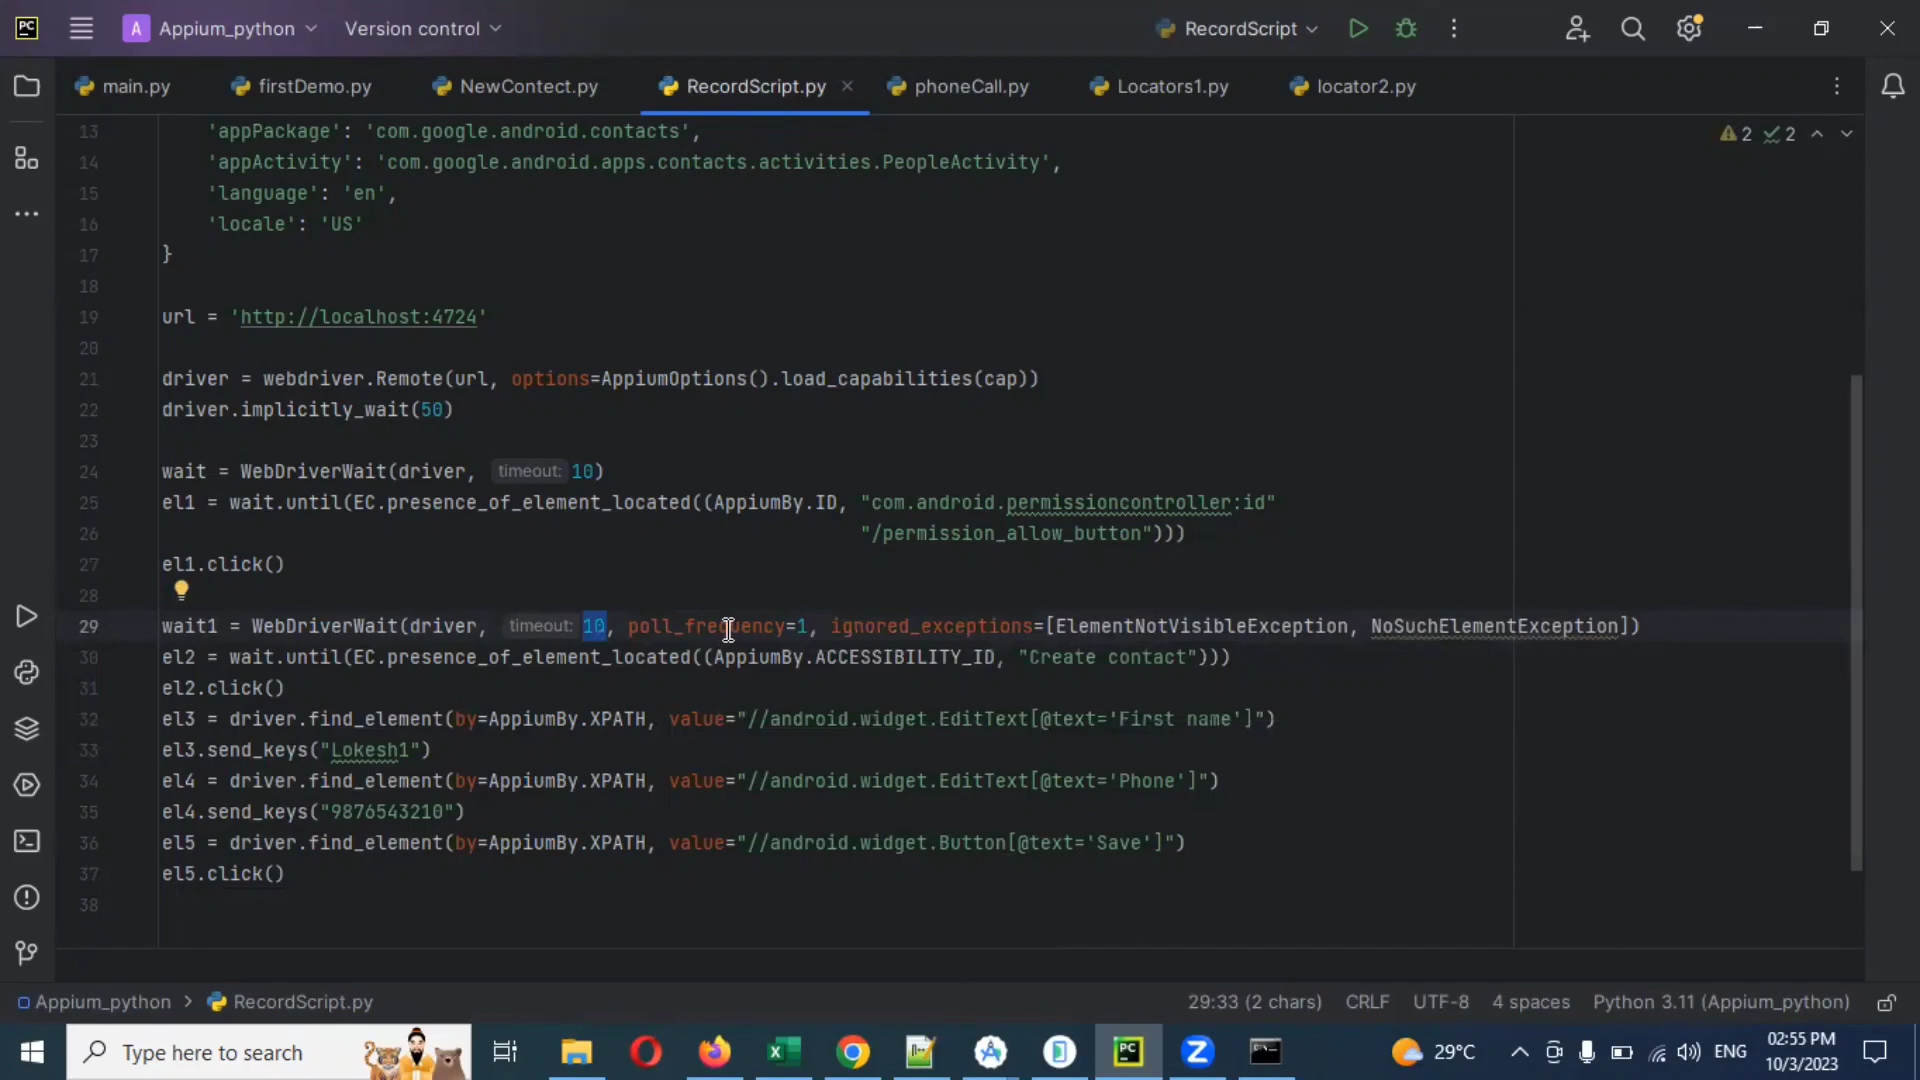 PC
A Appium_python
Version control
RecordScript
main.py
firstDemo.py
NewContect.py
RecordScript.py
phoneCall.py
Locators1.py
locator2.py
2 2
13 'appPackage': 'com.google.android.contacts',
14 'appActivity': 'com.google.android.apps.contacts.activities.PeopleActivity',
15 'language': 'en',
16 'locale': 'US'
17 }
18
19 url = 'http://localhost:4724'
20
21 driver = webdriver.Remote(url, options=AppiumOptions().load_capabilities(cap))
22 driver.implicitly_wait(50)
23
24 wait = WebDriverWait(driver, timeout: 10)
25 el1 = wait.until(EC.presence_of_element_located((AppiumBy.ID, "com.android.permissioncontroller:id"
26 "/permission_allow_button")))
27 el1.click()
28
29 wait1 = WebDriverWait(driver, timeout: 10, poll_frequency=1, ignored_exceptions=[ElementNotVisibleException, NoSuchElementException])
30 el2 = wait.until(EC.presence_of_element_located((AppiumBy.ACCESSIBILITY_ID, "Create contact")))
31 el2.click()
32 el3 = driver.find_element(by=AppiumBy.XPATH, value="//android.widget.EditText[@text='First name']")
33 el3.send_keys("Lokesh1")
34 el4 = driver.find_element(by=AppiumBy.XPATH, value="//android.widget.EditText[@text='Phone']")
35 el4.send_keys("9876543210")
36 el5 = driver.find_element(by=AppiumBy.XPATH, value="//android.widget.Button[@text='Save']")
37 el5.click()
38
Appium_python > RecordScript.py
29:33 (2 chars) CRLF UTF-8 4 spaces Python 3.11 (Appium_python)
Type here to search
PC
29°C
ENG
02:55 PM
10/3/2023